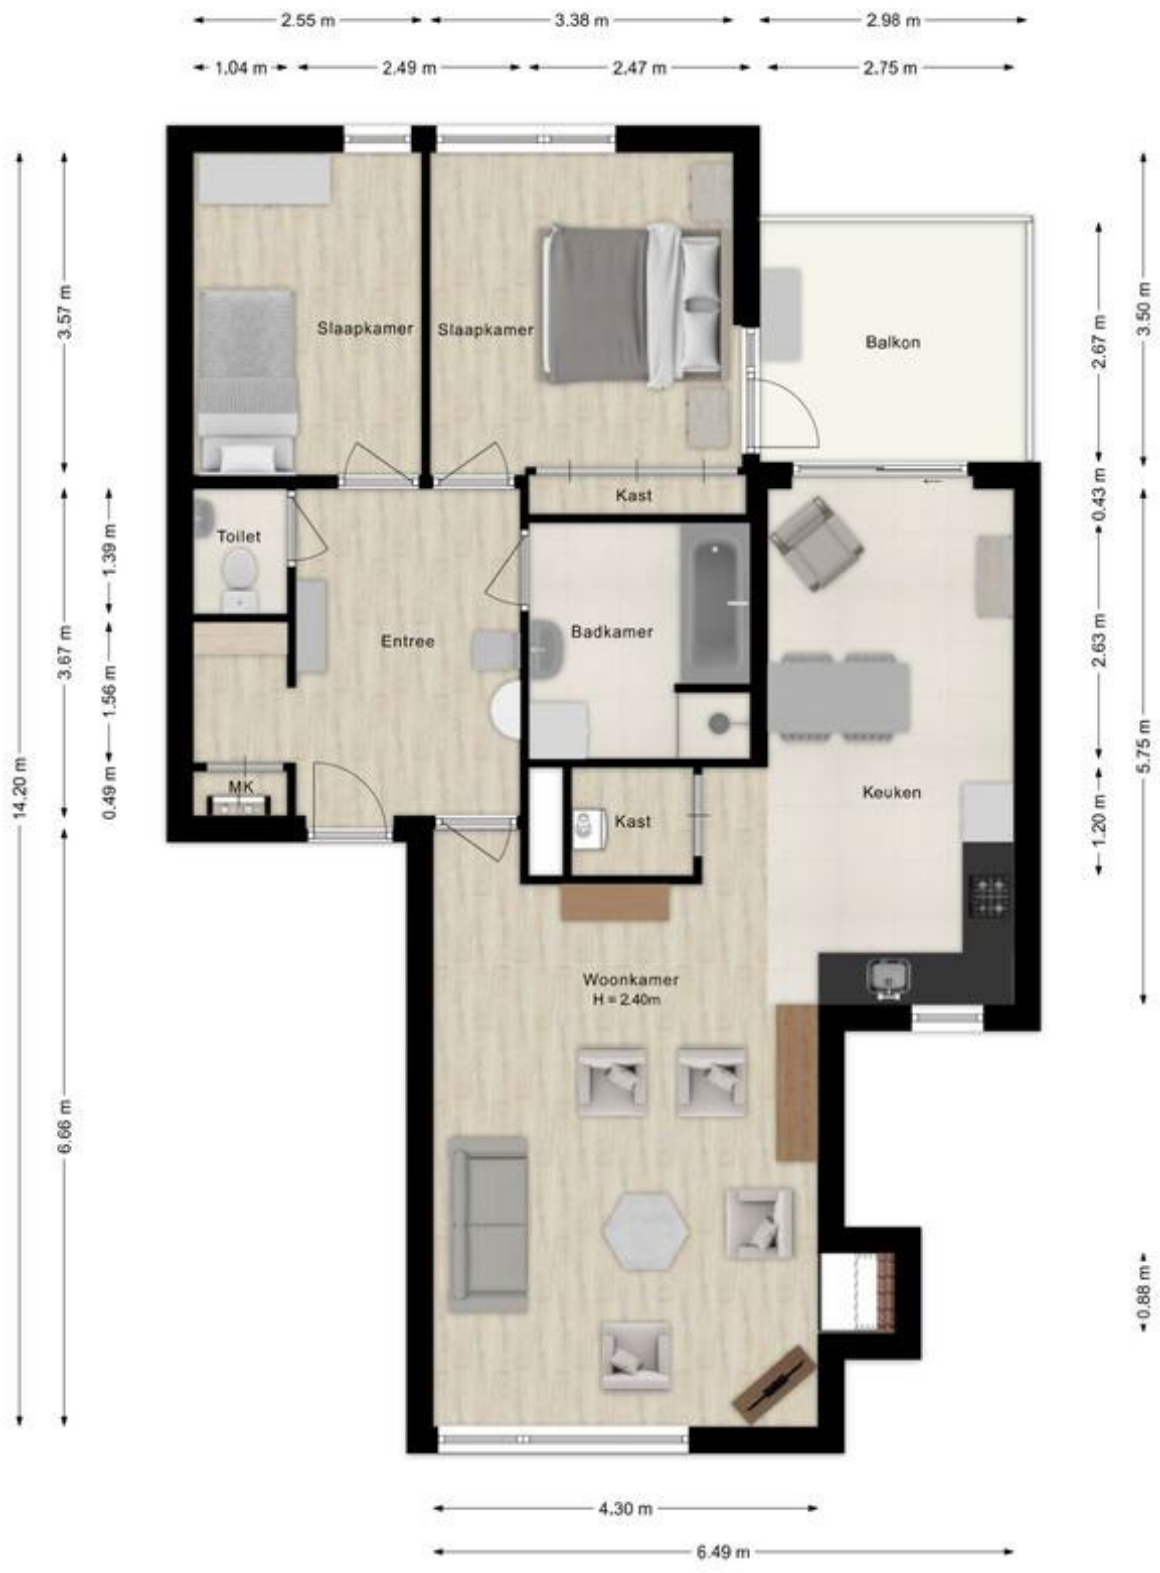 2.55 m
3.38 m
2.98 m
1.04 m
2.49 m
2.47 m
2.75 m
14.20 m
3.57 m
3.67 m
6.66 m
1.39 m
1.56 m
0.49 m
Slaapkamer
Slaapkamer
Balkon
Kast
Toilet
Entree
Badkamer
MK
Kast
Keuken
Woonkamer
H = 2.40m
2.67 m
0.43 m
2.63 m
1.20 m
3.50 m
5.75 m
0.88 m
4.30 m
6.49 m